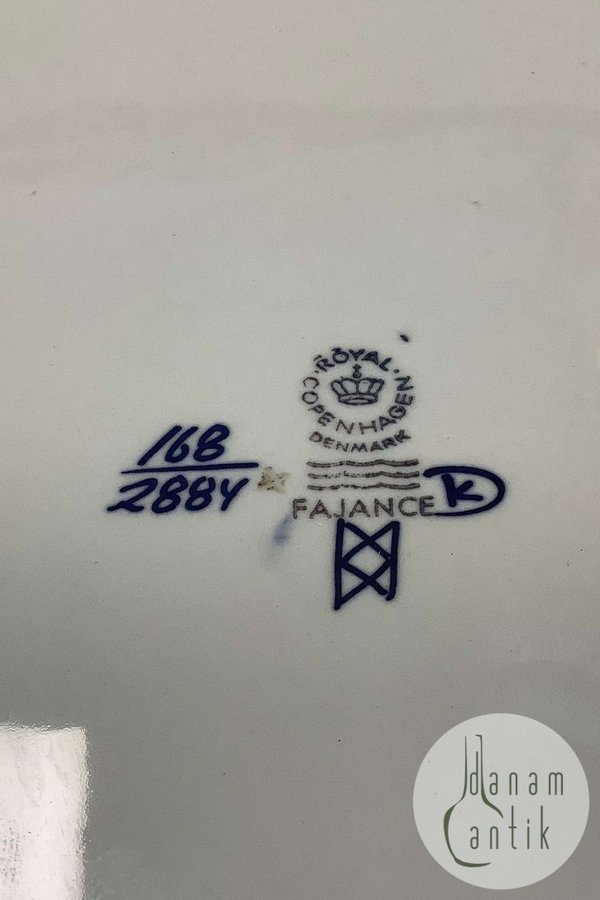 ROYAL
COPENHAGEN
DENMARK
168
2884
FAJANCE
K
danam
antik